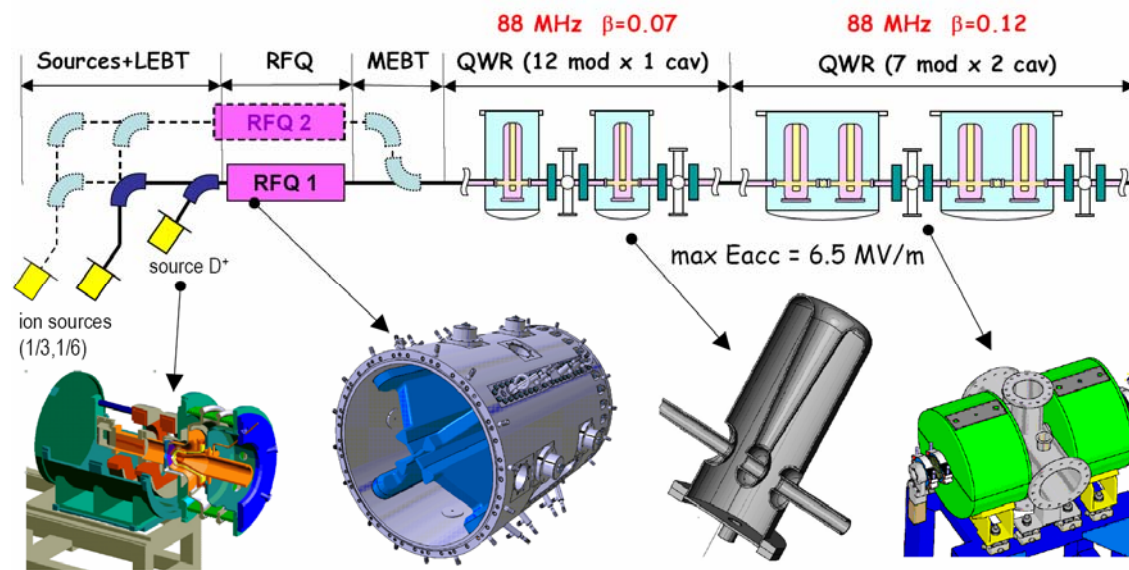 88 MHz β=0.07
88 MHz β=0.12
Sources+LEBT
RFQ
MEBT
QWR (12 mod x 1 cav)
QWR (7 mod x 2 cav)
RFQ 2
RFQ 1
source D⁺
max Eacc = 6.5 MV/m
ion sources
(1/3,1/6)